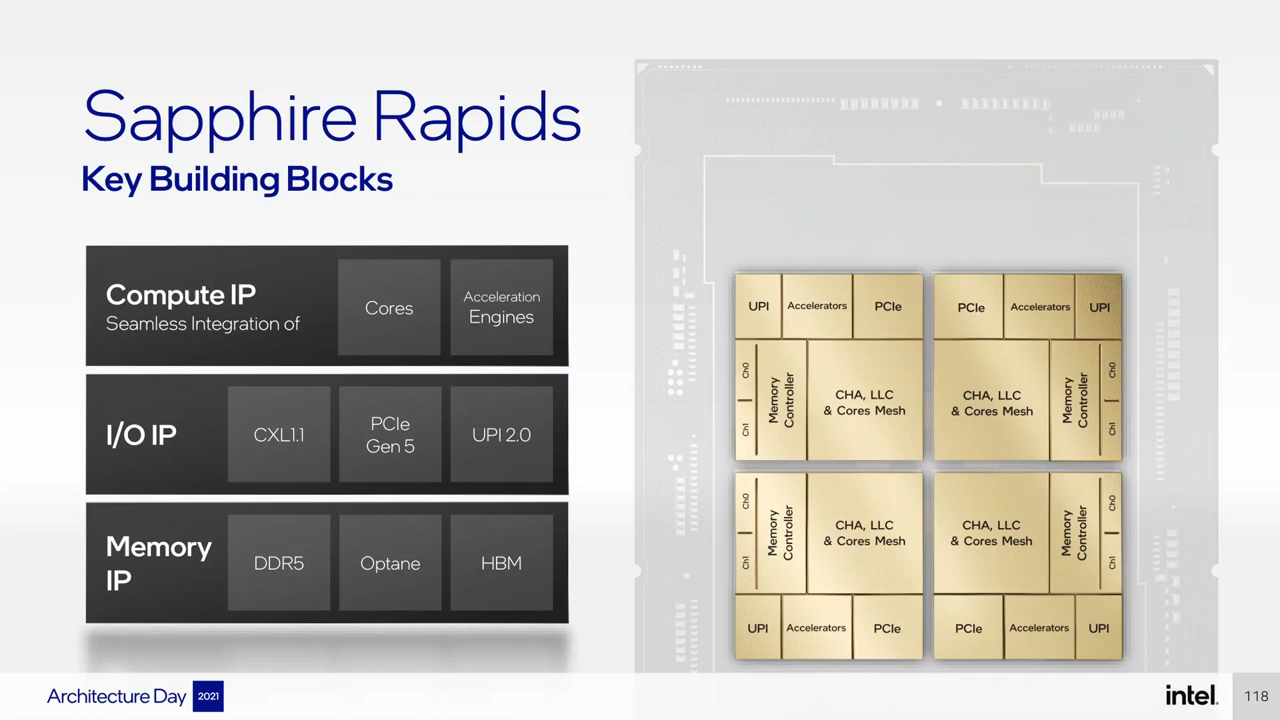 Sapphire Rapids
Key Building Blocks
Compute IP
Seamless Integration of
Cores
Acceleration
Engines
I/O IP
CXL1.1
PCIe
Gen 5
UPI 2.0
Memory
IP
DDR5
Optane
HBM
UPI
Accelerators
PCIe
Ch0
Ch1
Memory
Controller
CHA, LLC
& Cores Mesh
PCIe
Accelerators
UPI
CHA, LLC
& Cores Mesh
Memory
Controller
Ch0
Ch1
Ch0
Ch1
Memory
Controller
CHA, LLC
& Cores Mesh
UPI
Accelerators
PCIe
CHA, LLC
& Cores Mesh
Memory
Controller
Ch0
Ch1
PCIe
Accelerators
UPI
Architecture Day 2021
intel.
118